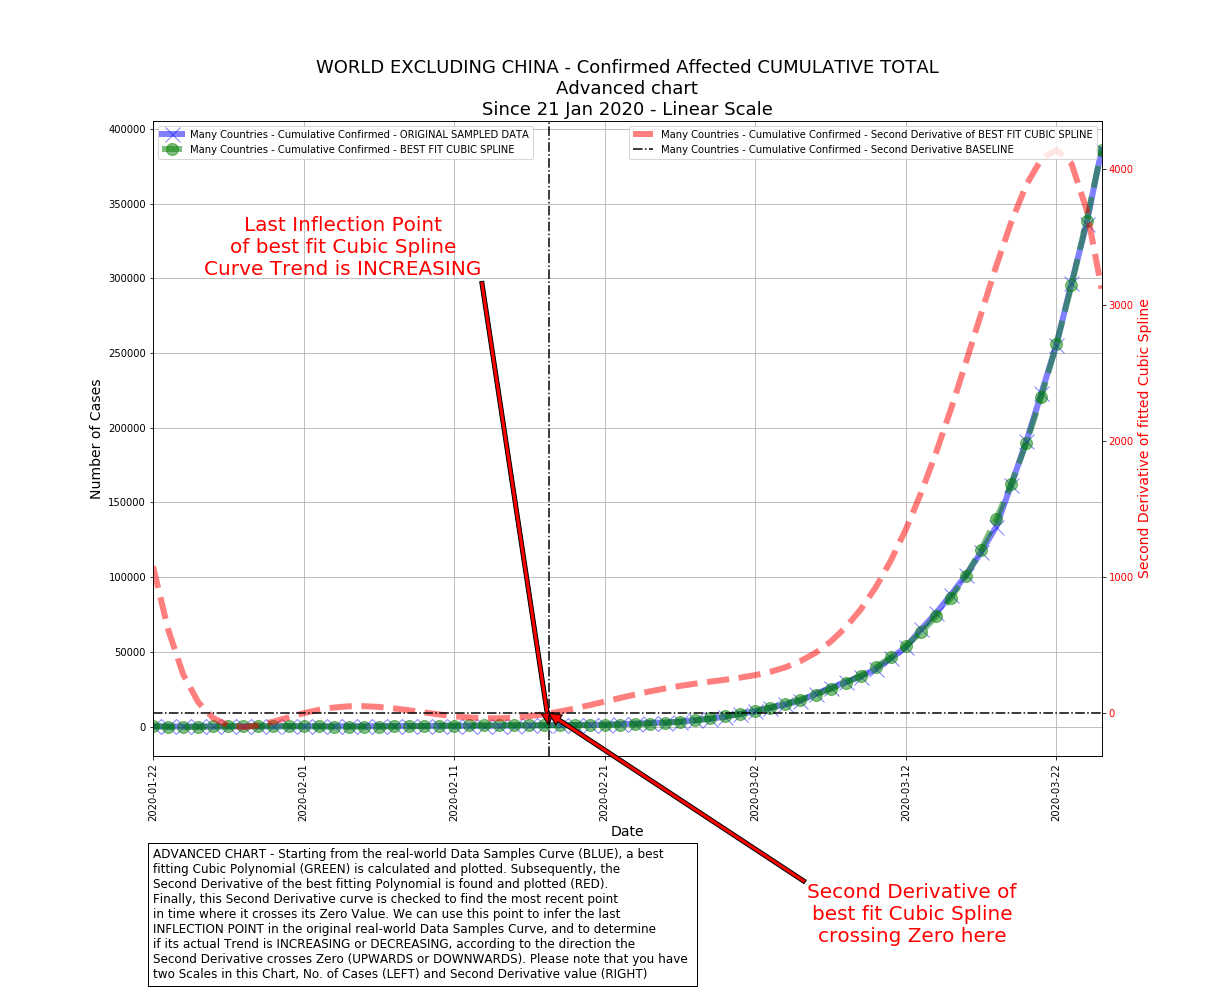 WORLD EXCLUDING CHINA - Confirmed Affected CUMULATIVE TOTAL
Advanced chart
Since 21 Jan 2020 - Linear Scale
Many Countries - Cumulative Confirmed - ORIGINAL SAMPLED DATA
Many Countries - Cumulative Confirmed - BEST FIT CUBIC SPLINE
Many Countries - Cumulative Confirmed - Second Derivative of BEST FIT CUBIC SPLINE
Many Countries - Cumulative Confirmed - Second Derivative BASELINE
400000
350000
300000
250000
200000
150000
100000
50000
0
Number of Cases
Last Inflection Point
of best fit Cubic Spline
Curve Trend is INCREASING
4000
3000
2000
1000
0
Second Derivative of fitted Cubic Spline
2020-01-22
2020-02-01
2020-02-11
2020-02-21
2020-03-02
2020-03-12
2020-03-22
Date
ADVANCED CHART - Starting from the real-world Data Samples Curve (BLUE), a best
fitting Cubic Polynomial (GREEN) is calculated and plotted. Subsequently, the
Second Derivative of the best fitting Polynomial is found and plotted (RED).
Finally, this Second Derivative curve is checked to find the most recent point
in time where it crosses its Zero Value. We can use this point to infer the last
INFLECTION POINT in the original real-world Data Samples Curve, and to determine
if its actual Trend is INCREASING or DECREASING, according to the direction the
Second Derivative crosses Zero (UPWARDS or DOWNWARDS). Please note that you have
two Scales in this Chart, No. of Cases (LEFT) and Second Derivative value (RIGHT)
Second Derivative of
best fit Cubic Spline
crossing Zero here